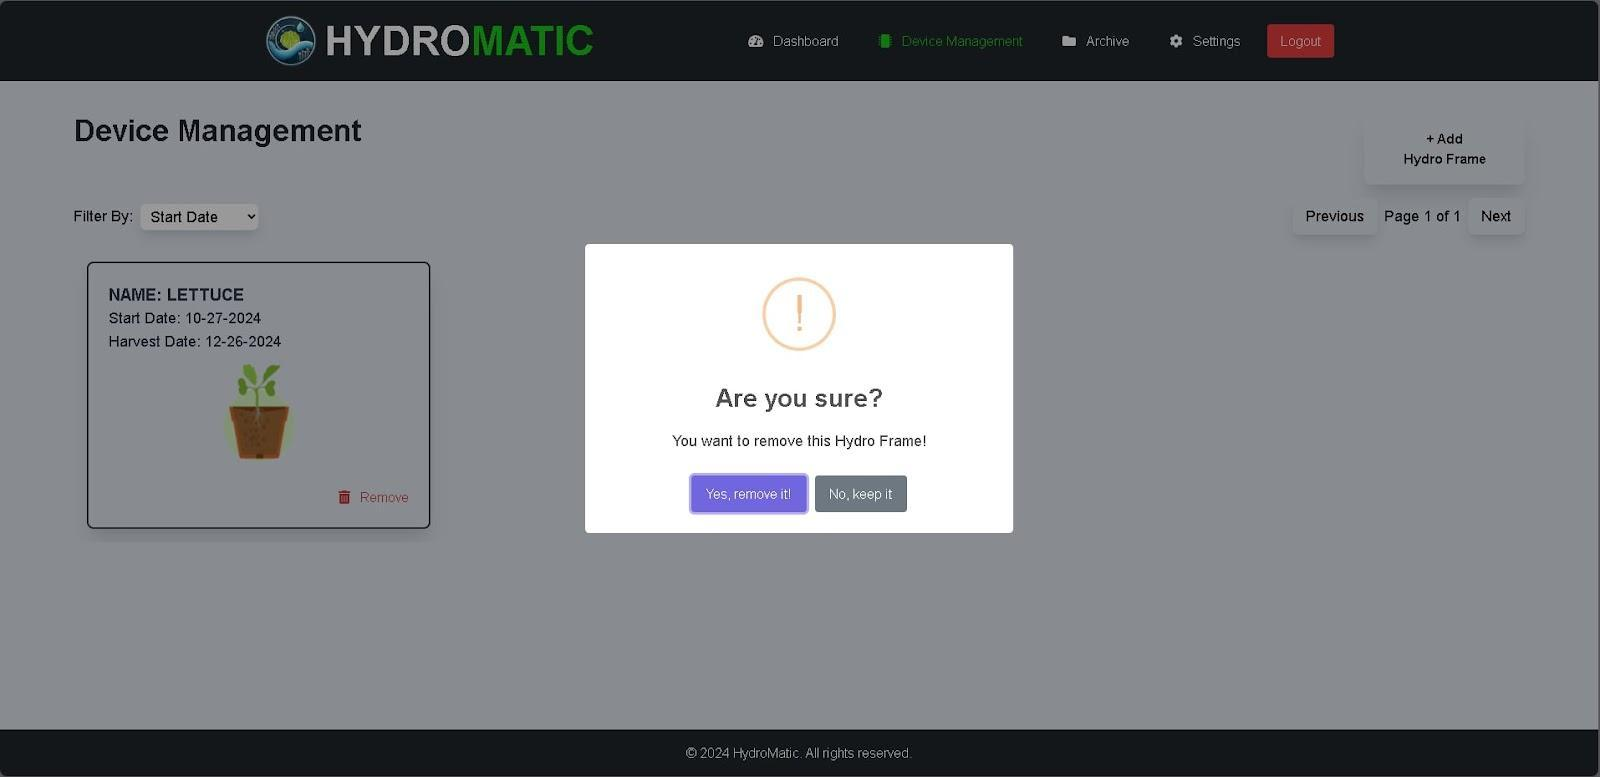 HYDROMATIC
Dashboard
Device Management
Archive
Settings
Logout
Device Management
+ Add
Hydro Frame
Filter By:
Start Date
Previous
Page 1 of 1
Next
NAME: LETTUCE
Start Date: 10-27-2024
Harvest Date: 12-26-2024
Remove
!
Are you sure?
You want to remove this Hydro Frame!
Yes, remove it!
No, keep it
© 2024 HydroMatic. All rights reserved.